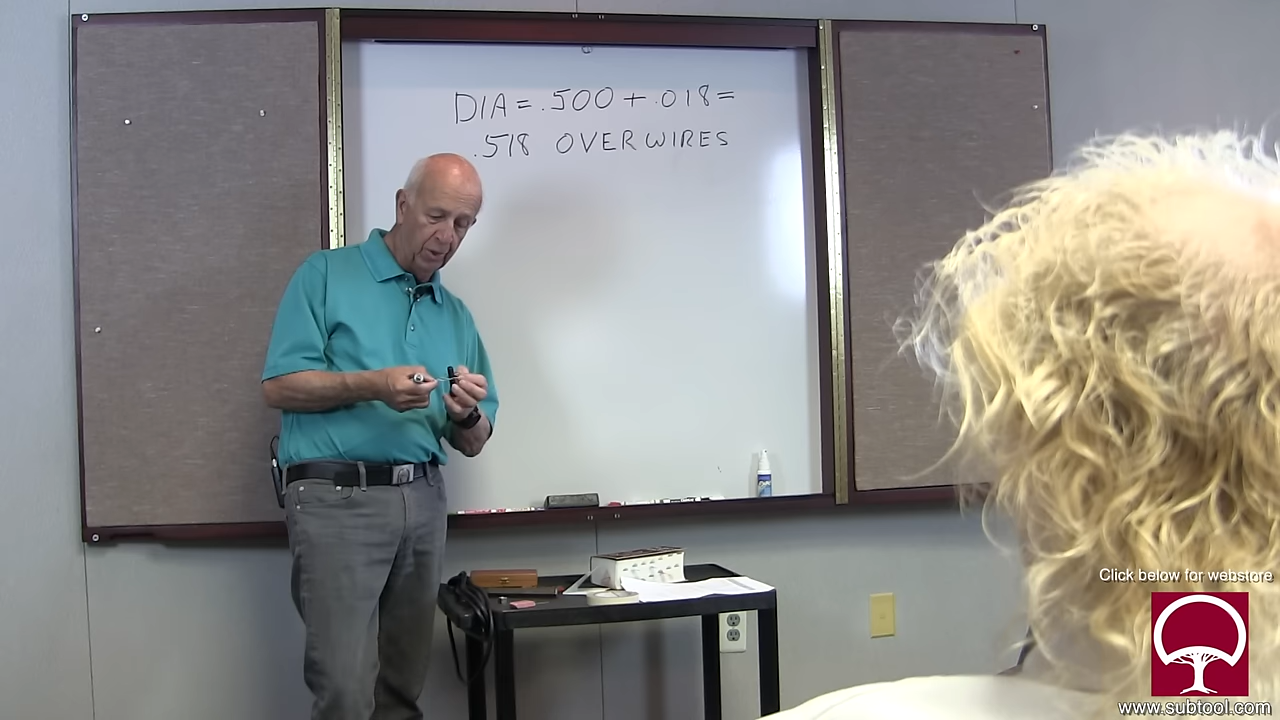 DIA = .500 + .018 =
.518 OVERWIRES
Click below for webstore
www.subtool.com